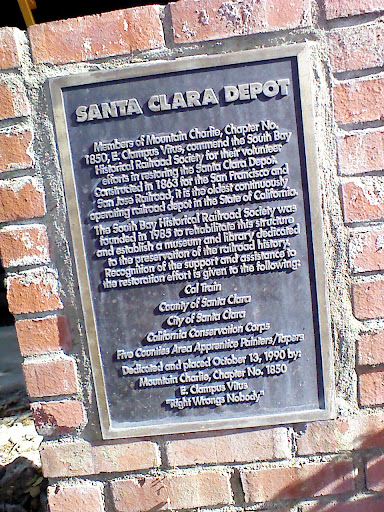 SANTA CLARA DEPOT
Members of Mountain Charlie, Chapter No.
1850, E. Clampus Vitus, commend the South Bay
Historical Railroad Society for their volunteer
efforts in restoring the Santa Clara Depot.
Constructed in 1863 for the San Francisco and
San Jose Railroad, it is the oldest continuously
operating railroad depot in the State of California.
The South Bay Historical Railroad Society was
founded in 1985 to rehabilitate this structure
and establish a museum and library dedicated
to the preservation of the railroad history.
Recognition of the support and assistance to
the restoration effort is given to the following:
Cal Train
County of Santa Clara
City of Santa Clara
California Conservation Corps
Five Counties Area Apprentice Painters/Tapers
Dedicated and placed October 13, 1990 by:
Mountain Charlie, Chapter No. 1850
E. Clampus Vitus
"Right Wrongs Nobody"